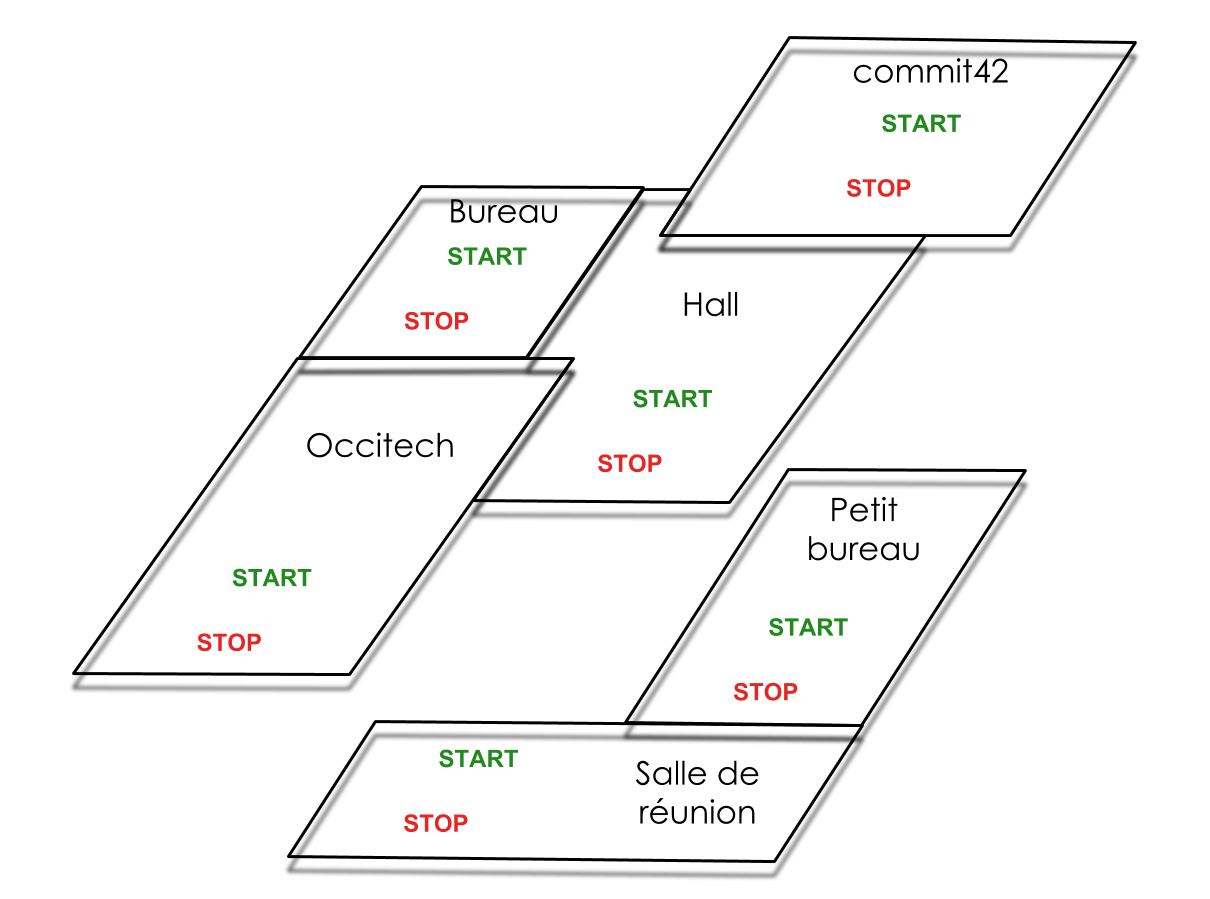 commit42
START
STOP
Bureau
START
STOP
Hall
START
STOP
Occitech
START
STOP
Petit
bureau
START
STOP
START
STOP
Salle de
réunion